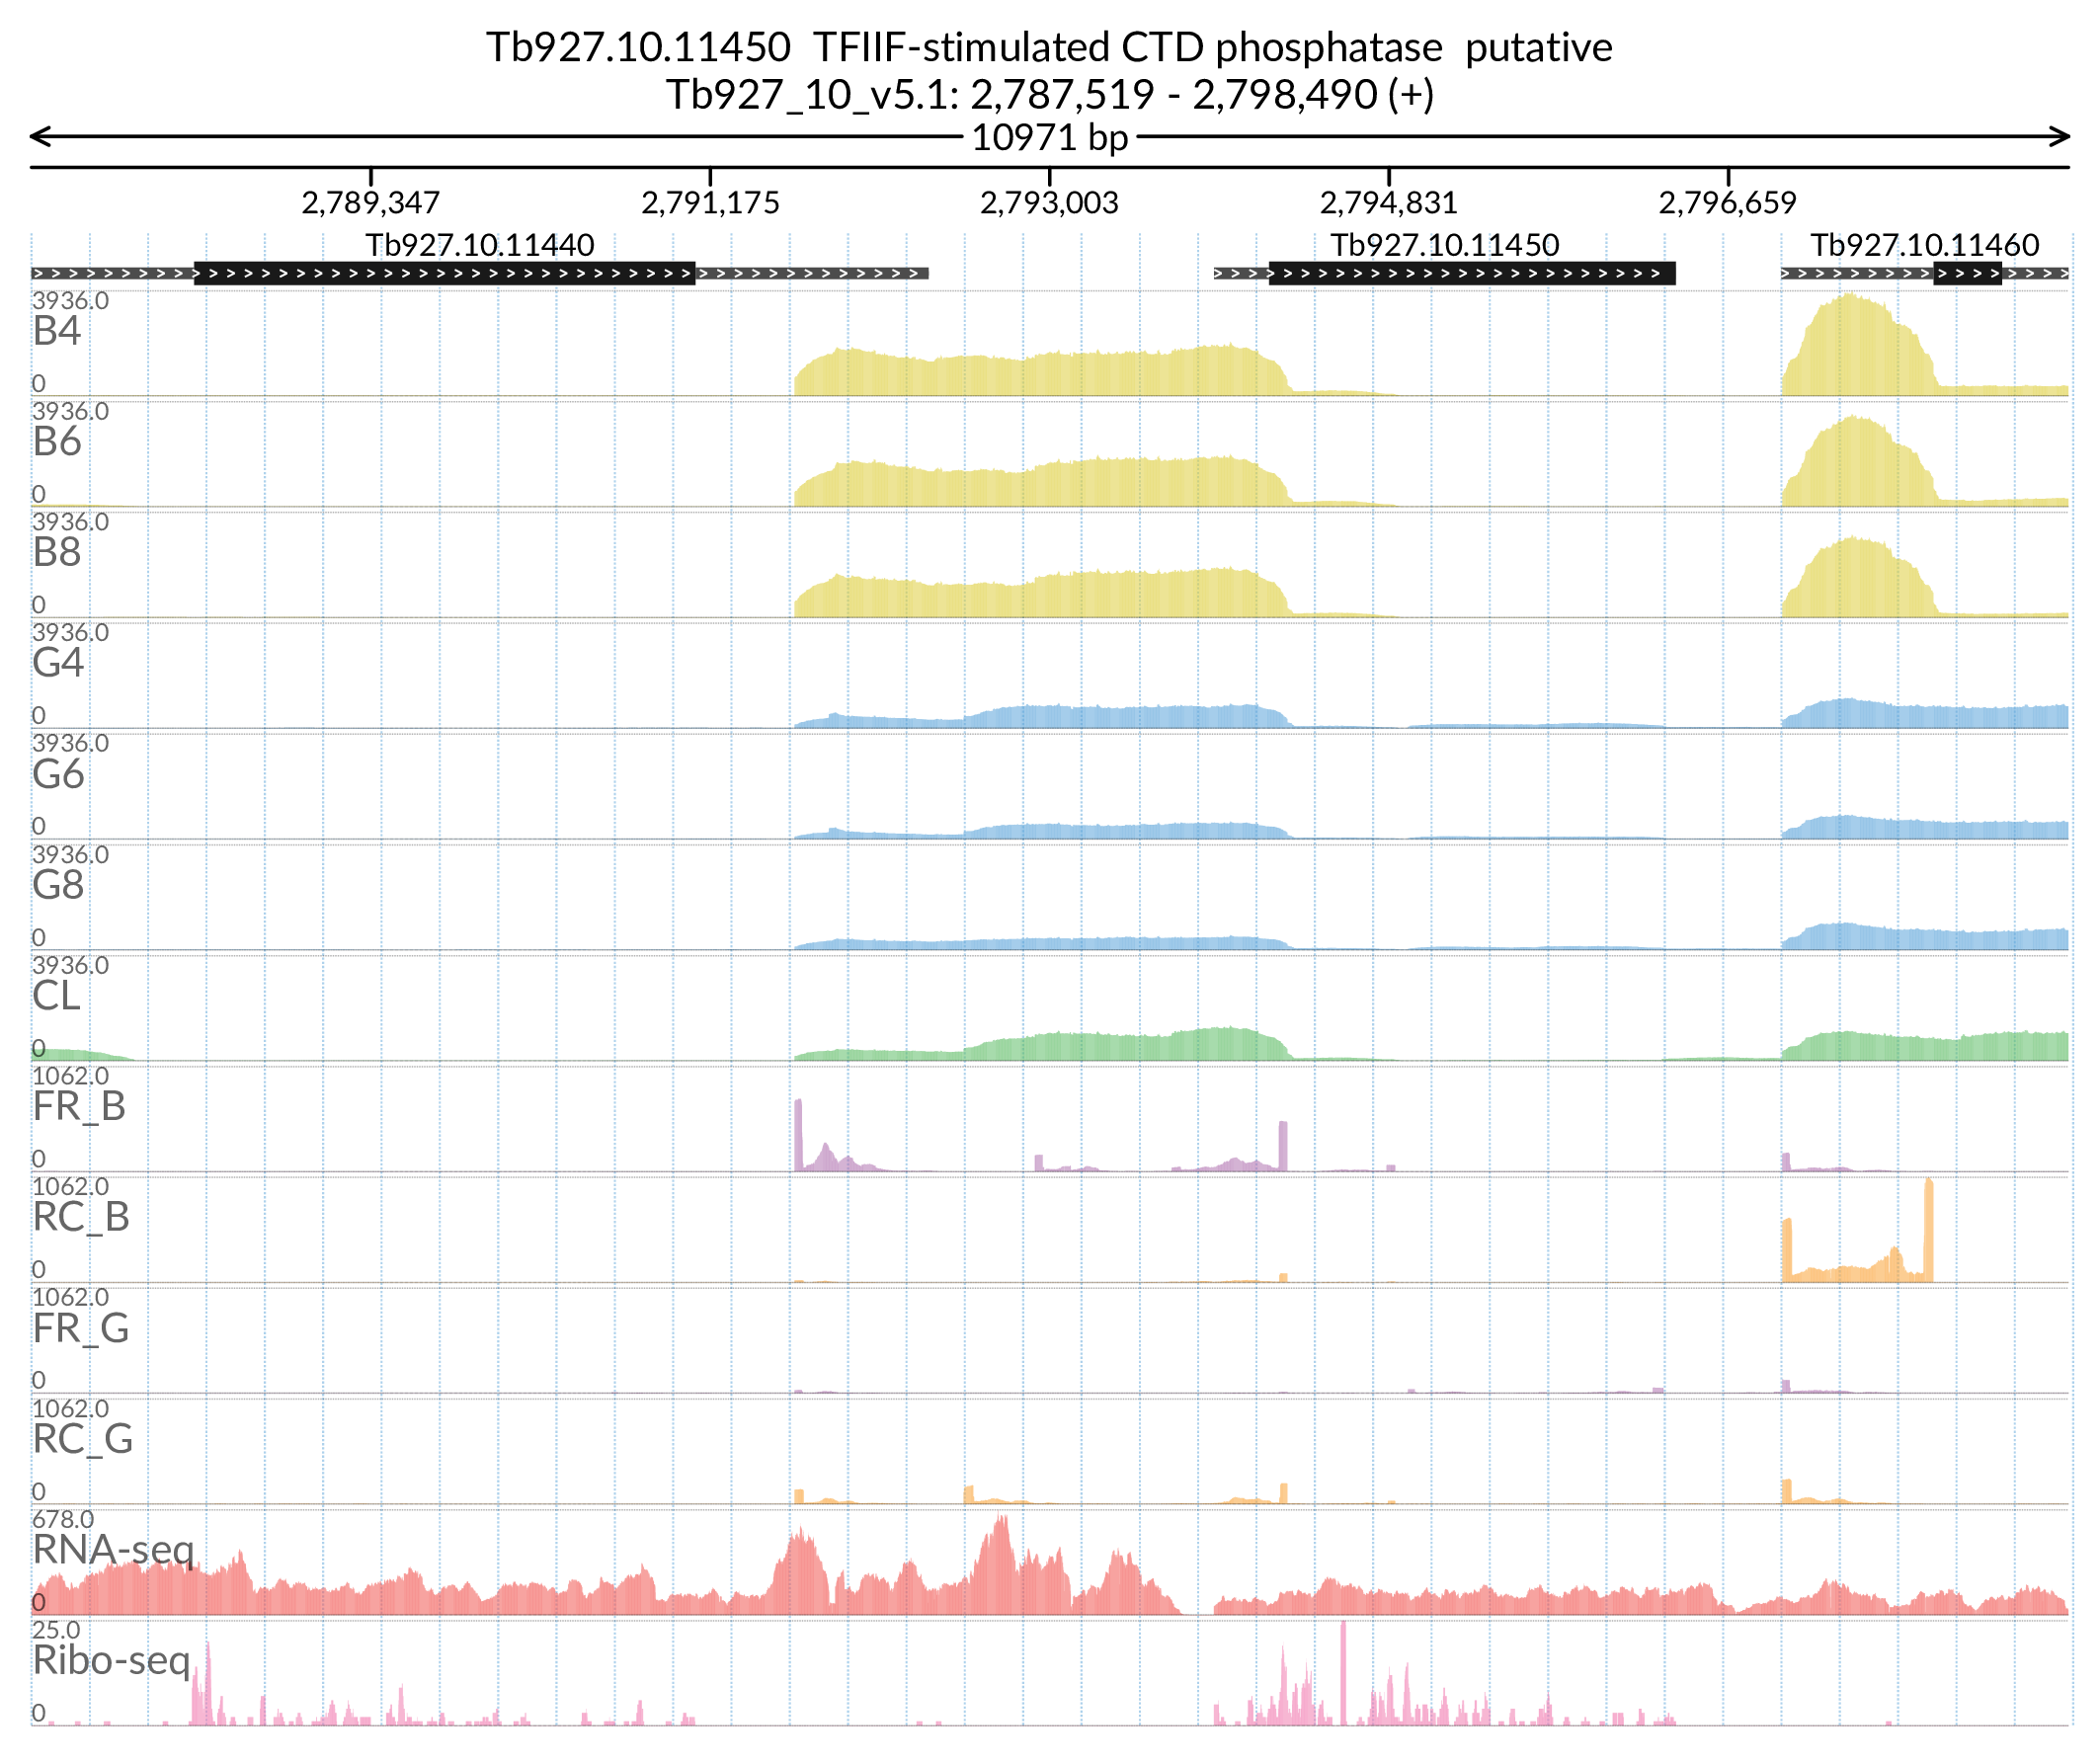 Tb927.10.11450  TFIIF-stimulated CTD phosphatase  putative
Tb927_10_v5.1: 2,787,519 - 2,798,490 (+)
10971 bp
2,789,347 2,791,175 2,793,003 2,794,831 2,796,659
Tb927.10.11440 Tb927.10.11450 Tb927.10.11460
3936.0
B4
0
3936.0
B6
0
3936.0
B8
0
3936.0
G4
0
3936.0
G6
0
3936.0
G8
0
3936.0
CL
0
1062.0
FR_B
0
1062.0
RC_B
0
1062.0
FR_G
0
1062.0
RC_G
0
678.0
RNA-seq
0
25.0
Ribo-seq
0